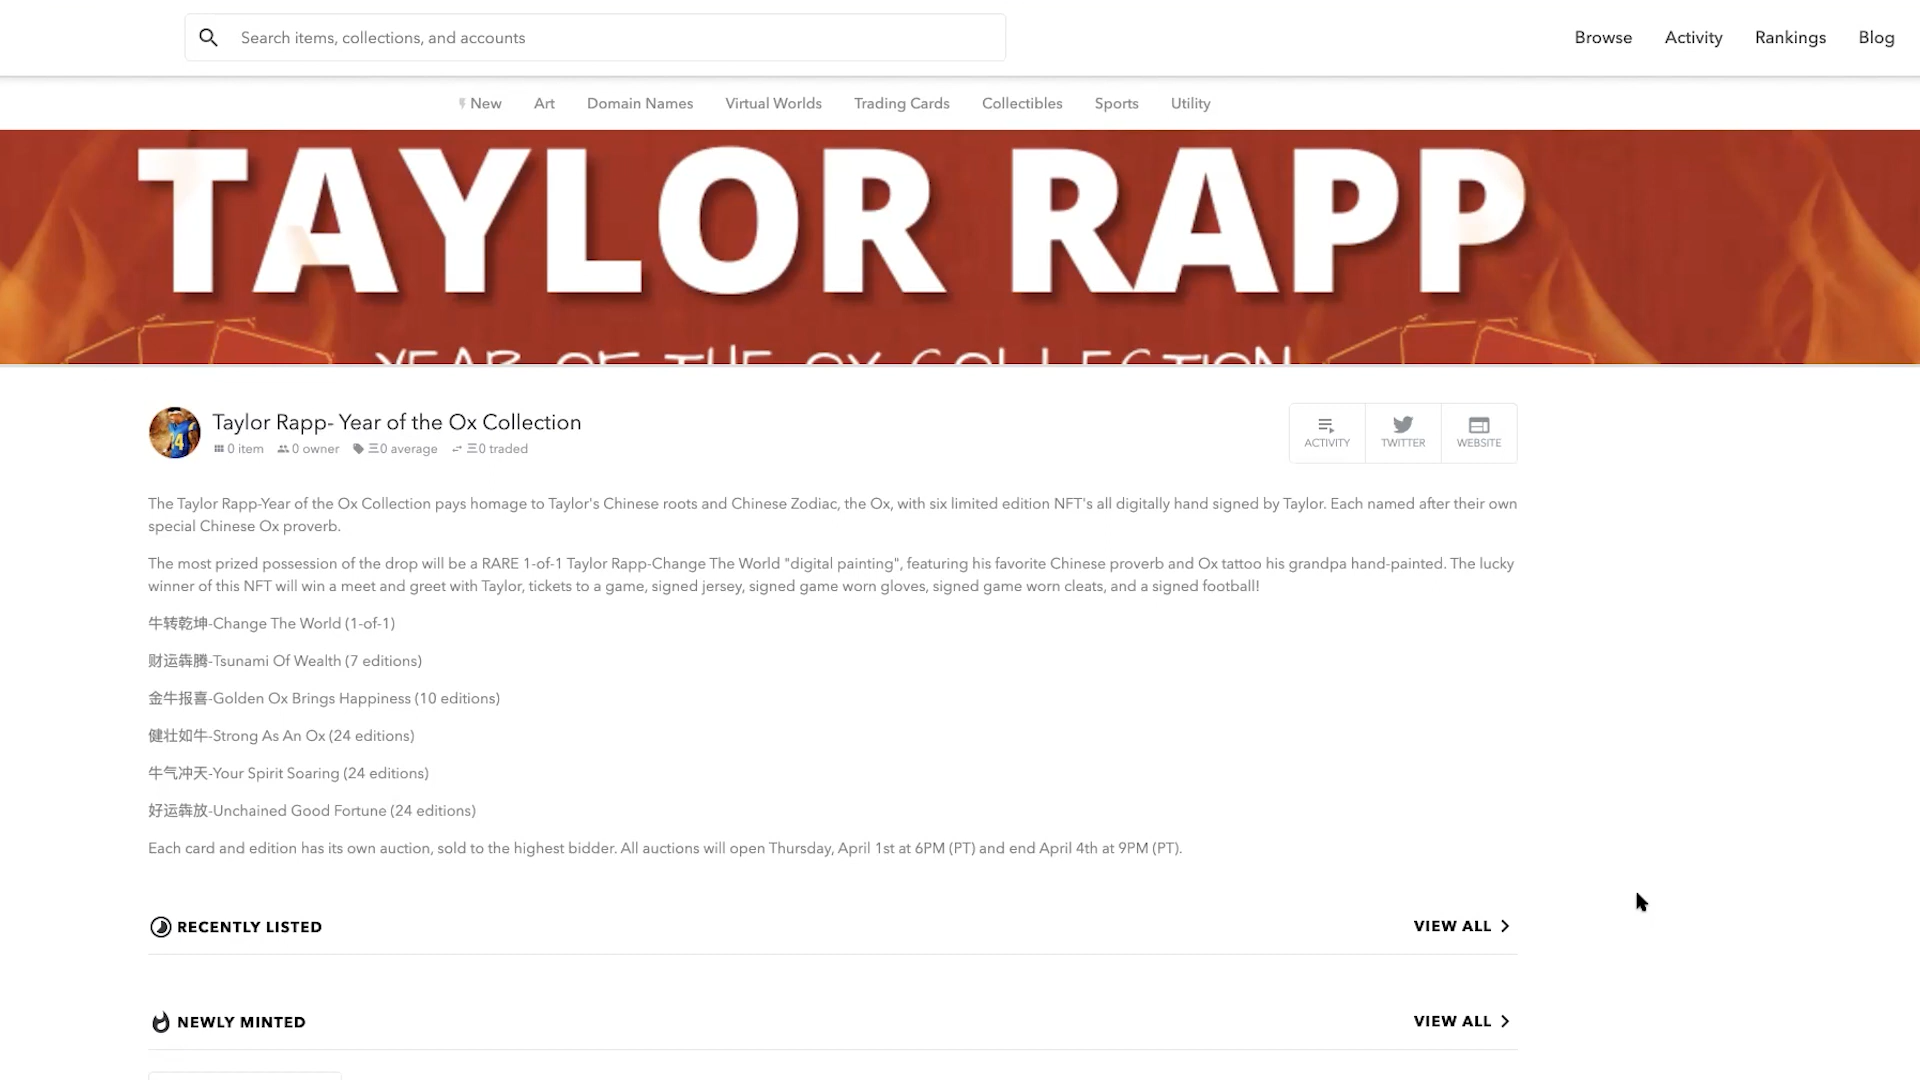 Search items, collections, and accounts
Browse Activity Rankings Blog
New Art Domain Names Virtual Worlds Trading Cards Collectibles Sports Utility
TAYLOR RAPP
YEAR OF THE OX COLLECTION
Taylor Rapp- Year of the Ox Collection
0 item 0 owner Ξ0 average Ξ0 traded
ACTIVITY TWITTER WEBSITE
The Taylor Rapp-Year of the Ox Collection pays homage to Taylor's Chinese roots and Chinese Zodiac, the Ox, with six limited edition NFT's all digitally hand signed by Taylor. Each named after their own
special Chinese Ox proverb.
The most prized possession of the drop will be a RARE 1-of-1 Taylor Rapp-Change The World "digital painting", featuring his favorite Chinese proverb and Ox tattoo his grandpa hand-painted. The lucky
winner of this NFT will win a meet and greet with Taylor, tickets to a game, signed jersey, signed game worn gloves, signed game worn cleats, and a signed football!
牛转乾坤-Change The World (1-of-1)
财运犇腾-Tsunami Of Wealth (7 editions)
金牛报喜-Golden Ox Brings Happiness (10 editions)
健壮如牛-Strong As An Ox (24 editions)
牛气冲天-Your Spirit Soaring (24 editions)
好运犇放-Unchained Good Fortune (24 editions)
Each card and edition has its own auction, sold to the highest bidder. All auctions will open Thursday, April 1st at 6PM (PT) and end April 4th at 9PM (PT).
RECENTLY LISTED VIEW ALL
NEWLY MINTED VIEW ALL